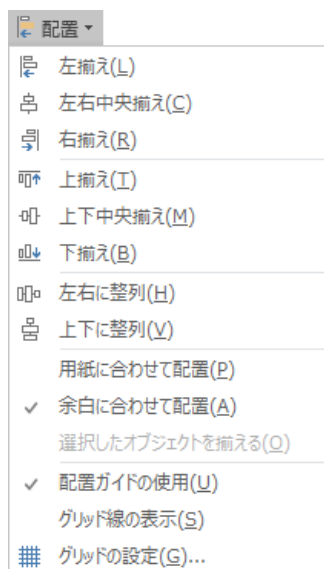 配置
左揃え(L)
左右中央揃え(C)
右揃え(R)
上揃え(T)
上下中央揃え(M)
下揃え(B)
左右に整列(H)
上下に整列(V)
用紙に合わせて配置(P)
余白に合わせて配置(A)
選択したオブジェクトを揃える(O)
配置ガイドの使用(U)
グリッド線の表示(S)
グリッドの設定(G)...